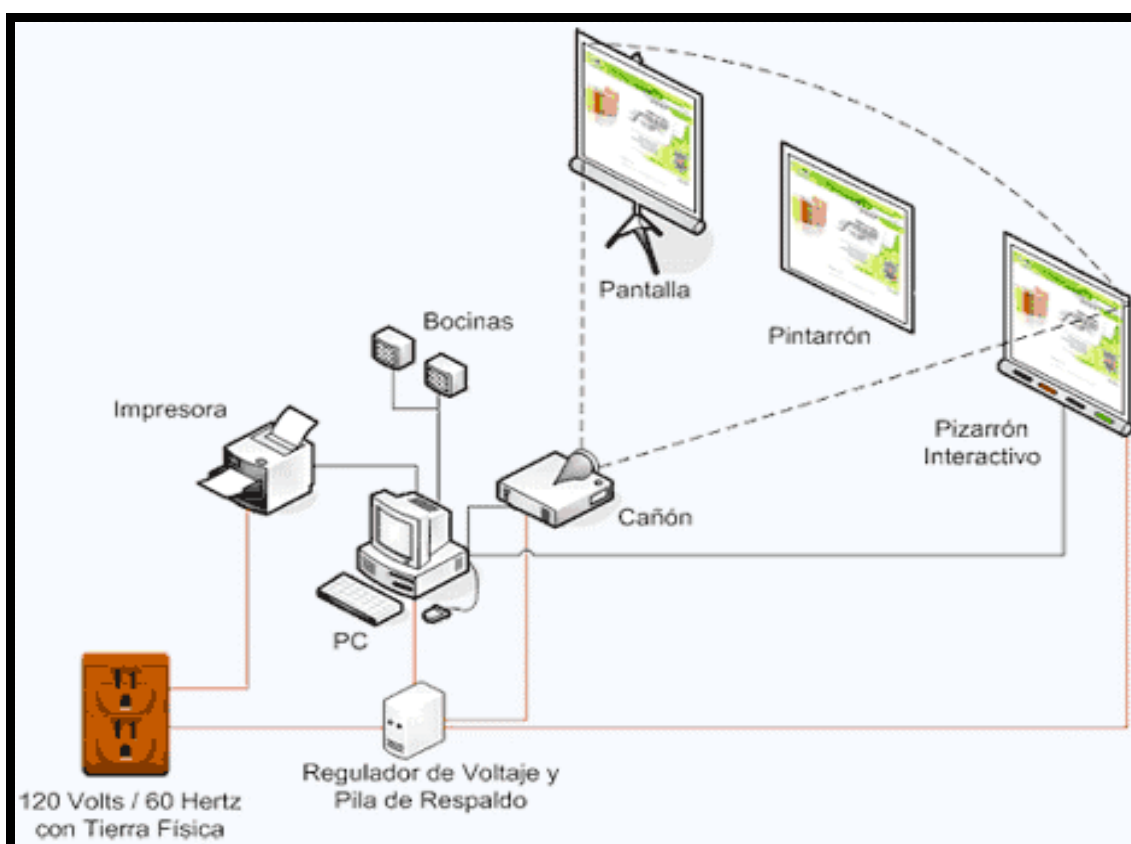 Pantalla
Bocinas
Pintarrón
Impresora
Pizarrón
Interactivo
Cañón
PC
Regulador de Voltaje y
Pila de Respaldo
120 Volts / 60 Hertz
con Tierra Física